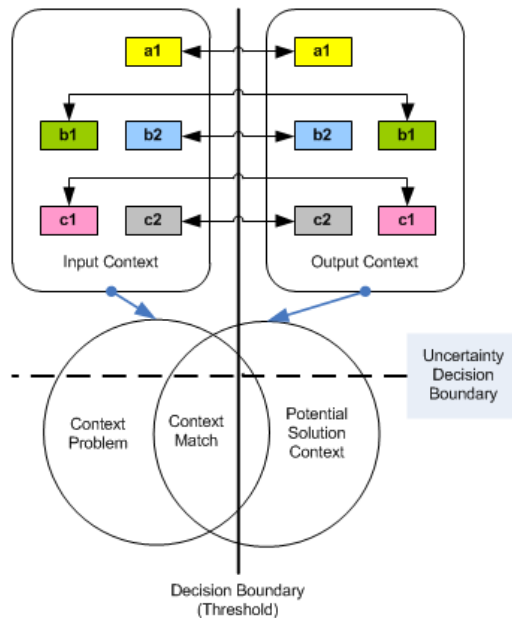 a1
a1
b1
b2
b2
b1
c1
c2
c2
c1
Input Context
Output Context
Uncertainty
Decision
Boundary
Context
Problem
Context
Match
Potential
Solution
Context
Decision Boundary
(Threshold)